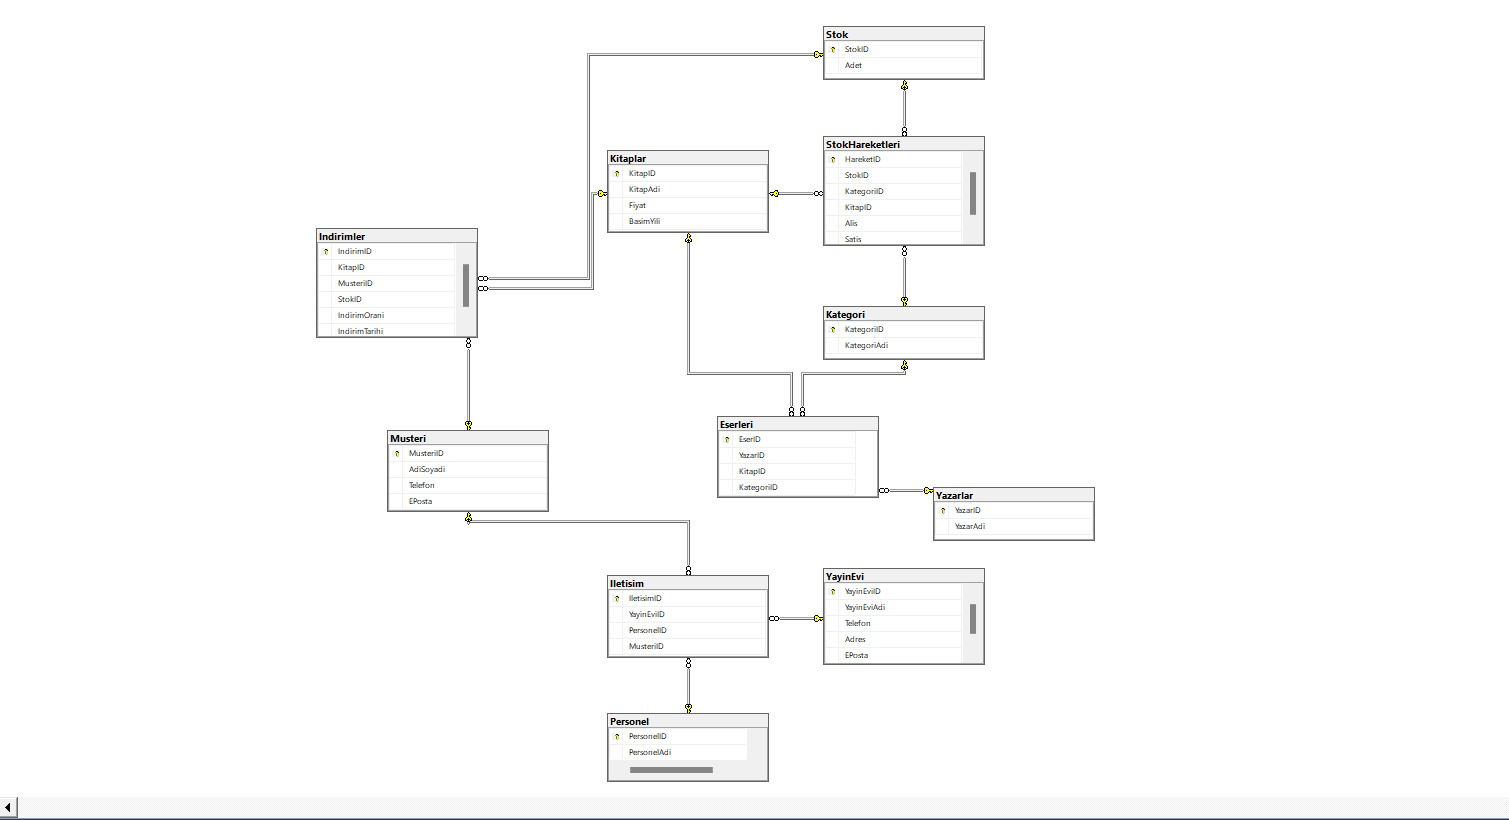 Stok
StokID
Adet
StokHareketleri
HareketID
StokID
KategoriID
KitapID
Alis
Satis
Kitaplar
KitapID
KitapAdi
Fiyat
BasimYili
Indirimler
IndirimID
KitapID
MusteriID
StokID
IndirimOrani
IndirimTarihi
Kategori
KategoriID
KategoriAdi
Musteri
MusteriID
AdiSoyadi
Telefon
EPosta
Eserleri
EserID
YazarID
KitapID
KategoriID
Yazarlar
YazarID
YazarAdi
Iletisim
IletisimID
YayinEviID
PersonelID
MusteriID
YayinEvi
YayinEviID
YayinEviAdi
Telefon
Adres
EPosta
Personel
PersonelID
PersonelAdi